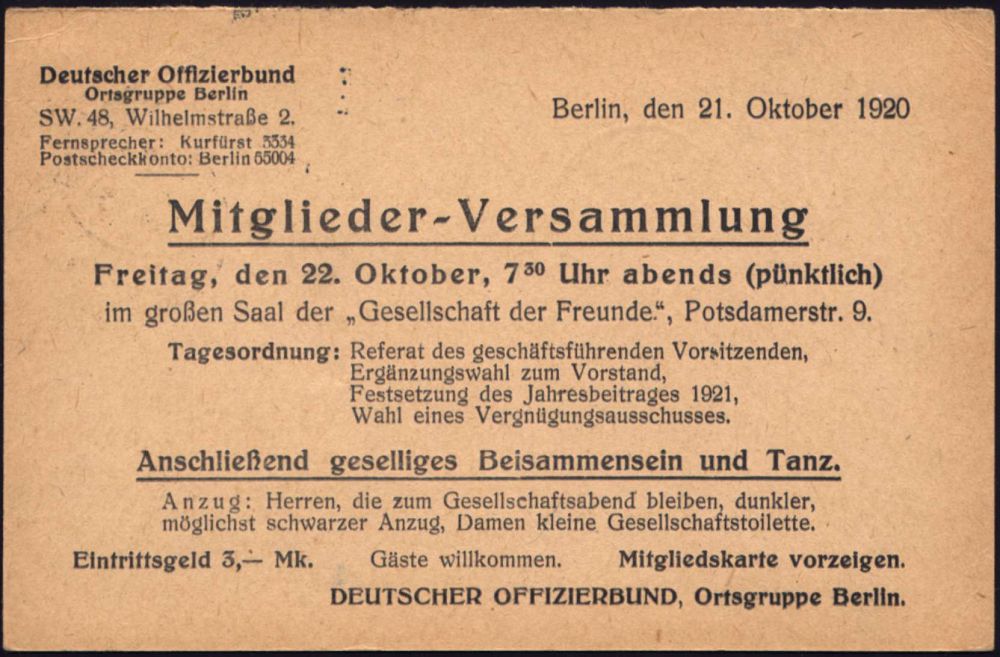 Deutscher Offizierbund
Ortsgruppe Berlin
SW. 48, Wilhelmstraße 2.
Fernsprecher: Kurfürst 3334
Postscheckkonto: Berlin 65004
Berlin, den 21. Oktober 1920
Mitglieder-Versammlung
Freitag, den 22. Oktober, 7³⁰ Uhr abends (pünktlich)
im großen Saal der „Gesellschaft der Freunde.“, Potsdamerstr. 9.
Tagesordnung: Referat des geschäftsführenden Vorsitzenden,
Ergänzungswahl zum Vorstand,
Festsetzung des Jahresbeitrages 1921,
Wahl eines Vergnügungsausschusses.
Anschließend geselliges Beisammensein und Tanz.
Anzug: Herren, die zum Gesellschaftsabend bleiben, dunkler,
möglichst schwarzer Anzug, Damen kleine Gesellschaftstoilette.
Eintrittsgeld 3,— Mk. Gäste willkommen. Mitgliedskarte vorzeigen.
DEUTSCHER OFFIZIERBUND, Ortsgruppe Berlin.